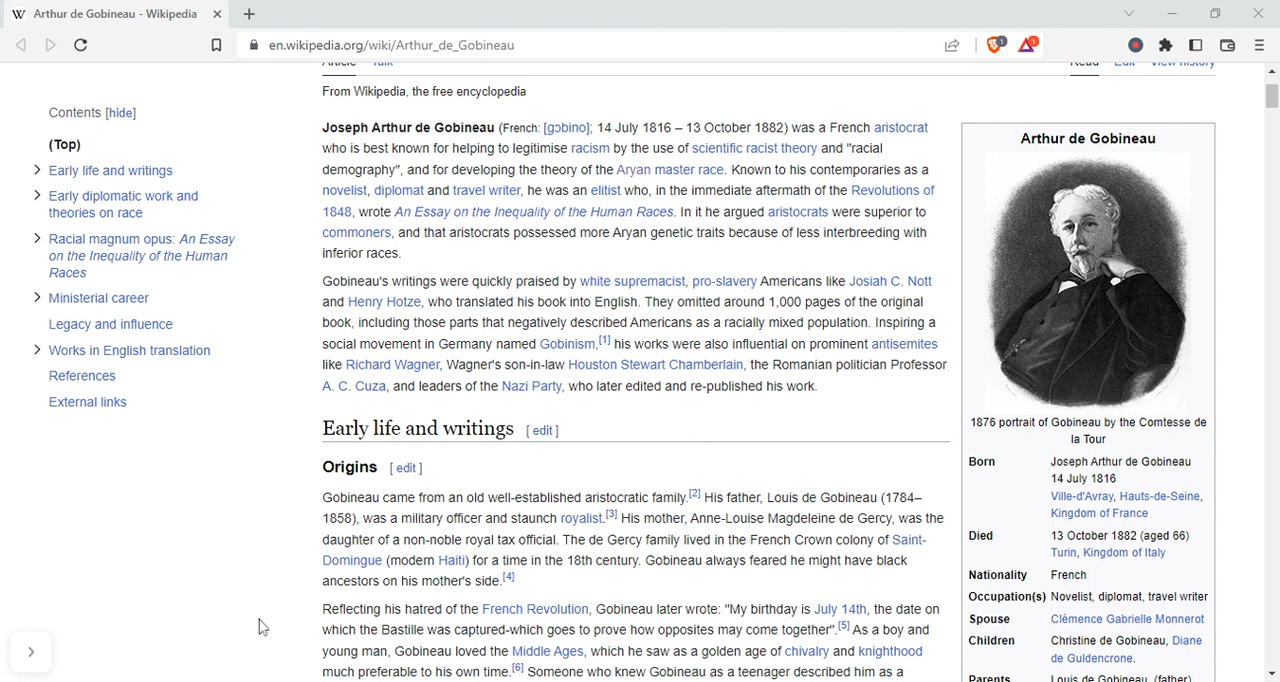 Arthur de Gobineau - Wikipedia
en.wikipedia.org/wiki/Arthur_de_Gobineau
1
1
Article Talk
Read Edit View history
From Wikipedia, the free encyclopedia
Contents [hide]
(Top)
Early life and writings
Early diplomatic work and
theories on race
Racial magnum opus: An Essay
on the Inequality of the Human
Races
Ministerial career
Legacy and influence
Works in English translation
References
External links
Joseph Arthur de Gobineau (French: [ɡɔbino]; 14 July 1816 – 13 October 1882) was a French aristocrat
who is best known for helping to legitimise racism by the use of scientific racist theory and "racial
demography", and for developing the theory of the Aryan master race. Known to his contemporaries as a
novelist, diplomat and travel writer, he was an elitist who, in the immediate aftermath of the Revolutions of
1848, wrote An Essay on the Inequality of the Human Races. In it he argued aristocrats were superior to
commoners, and that aristocrats possessed more Aryan genetic traits because of less interbreeding with
inferior races.
Gobineau's writings were quickly praised by white supremacist, pro-slavery Americans like Josiah C. Nott
and Henry Hotze, who translated his book into English. They omitted around 1,000 pages of the original
book, including those parts that negatively described Americans as a racially mixed population. Inspiring a
social movement in Germany named Gobinism,[1] his works were also influential on prominent antisemites
like Richard Wagner, Wagner's son-in-law Houston Stewart Chamberlain, the Romanian politician Professor
A. C. Cuza, and leaders of the Nazi Party, who later edited and re-published his work.
Early life and writings [ edit ]
Origins [ edit ]
Gobineau came from an old well-established aristocratic family.[2] His father, Louis de Gobineau (1784–
1858), was a military officer and staunch royalist.[3] His mother, Anne-Louise Magdeleine de Gercy, was the
daughter of a non-noble royal tax official. The de Gercy family lived in the French Crown colony of Saint-
Domingue (modern Haiti) for a time in the 18th century. Gobineau always feared he might have black
ancestors on his mother's side.[4]
Reflecting his hatred of the French Revolution, Gobineau later wrote: "My birthday is July 14th, the date on
which the Bastille was captured-which goes to prove how opposites may come together".[5] As a boy and
young man, Gobineau loved the Middle Ages, which he saw as a golden age of chivalry and knighthood
much preferable to his own time.[6] Someone who knew Gobineau as a teenager described him as a
Arthur de Gobineau
1876 portrait of Gobineau by the Comtesse de
la Tour
Born Joseph Arthur de Gobineau
14 July 1816
Ville-d'Avray, Hauts-de-Seine,
Kingdom of France
Died 13 October 1882 (aged 66)
Turin, Kingdom of Italy
Nationality French
Occupation(s) Novelist, diplomat, travel writer
Spouse Clémence Gabrielle Monnerot
Children Christine de Gobineau, Diane
de Guldencrone.
Parents Louis de Gobineau, (father)